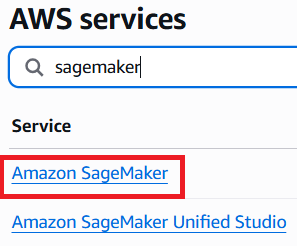 AWS services
sagemaker
Service
Amazon SageMaker
Amazon SageMaker Unified Studio